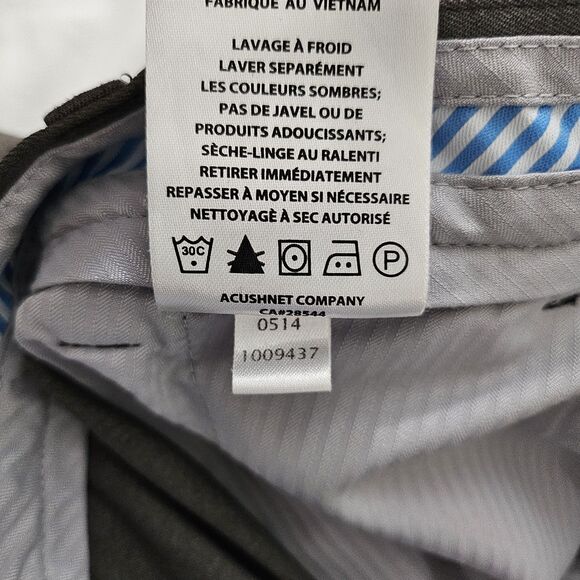 FABRIQUÉ AU VIETNAM
LAVAGE À FROID
LAVER SEPARÉMENT
LES COULEURS SOMBRES;
PAS DE JAVEL OU DE
PRODUITS ADOUCISSANTS;
SÈCHE-LINGE AU RALENTI
RETIRER IMMÉDIATEMENT
REPASSER À MOYEN SI NÉCESSAIRE
NETTOYAGÈ À SEC AUTORISÉ
30C P
ACUSHNET COMPANY
CA#28544
0514
1009437